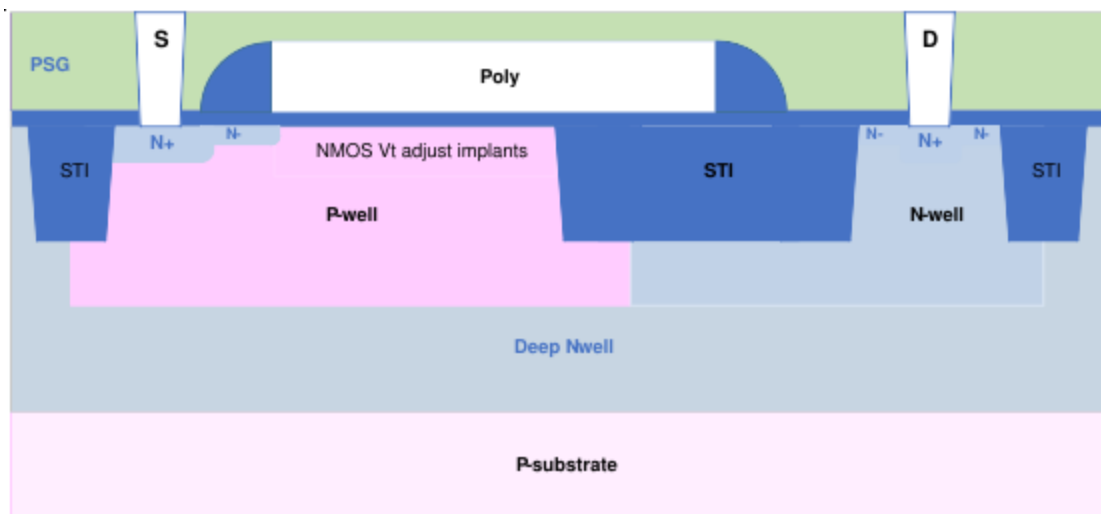 S
D
PSG
Poly
N+
N-
NMOS Vt adjust implants
N-
N+
N-
STI
STI
STI
P-well
N-well
Deep Nwell
P-substrate